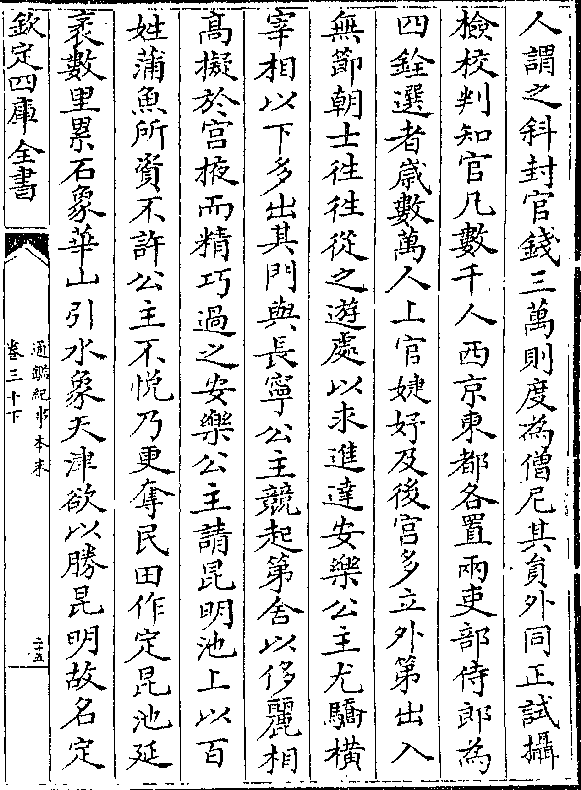 人謂之斜封官錢三萬則度為僧尼其員外同正試攝
檢校判知官凡數千人西京東都各置兩吏部侍郎為
四銓選者嵗數萬人上官婕妤及後宫多立外第出入
無節朝士往往從之遊處以求進達安樂公主尤驕橫
宰相以下多出其門與長寧公主競起第舍以侈麗相
髙擬於宫掖而精巧過之安樂公主請昆明池上以百
姓蒲魚所資不許公主不悦乃更奪民田作定昆池延
袤數里累石象華山引水象天津欲以勝昆明故名定
欽定四庫全書
通鑑紀事本末
卷三十下
二十五